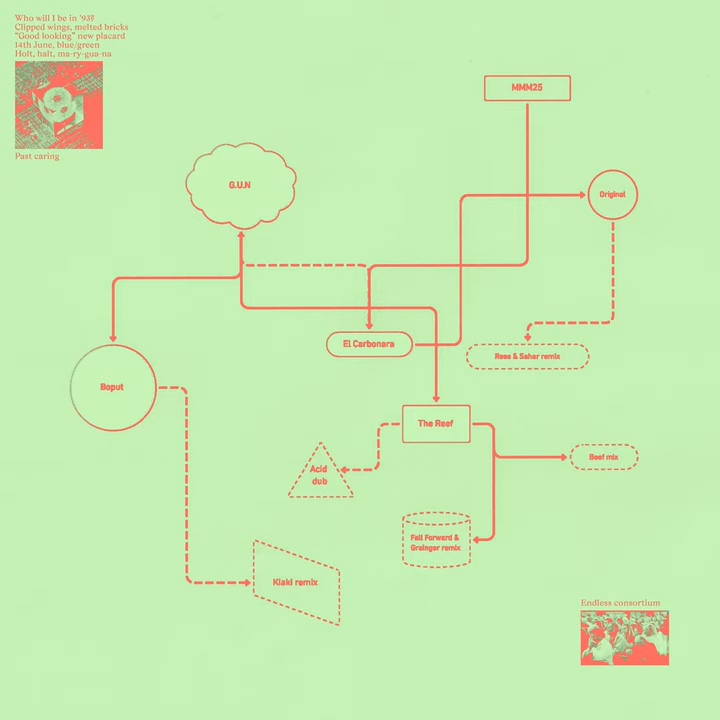 Who will I be in '93?
Clipped wings, melted bricks
"Good looking" new placard
14th June, blue/green
Holt, halt, ma-ry-gua-na
Past caring
MMM25
G.U.N
Original
El Carbonara
Raee & Sahar remix
Boput
The Reef
Beef mix
Acid
dub
Fall Forward &
Grainger remix
Klaki remix
Endless consortium